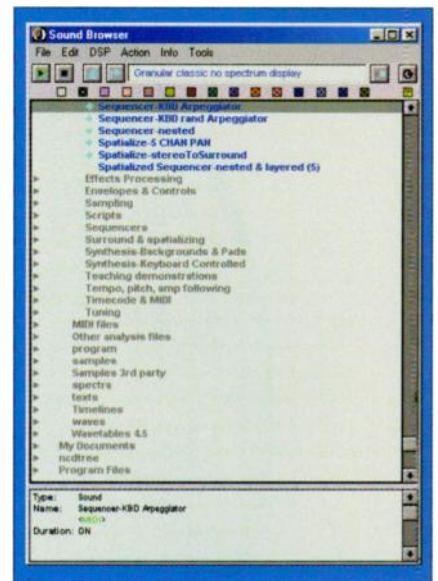 Sound Browser
File Edit DSP Action Info Tools
Granular classic no spectrum display
Sequencer-KBD Arpeggiator
Sequencer-KBD rand Arpeggiator
Sequencer-nested
Spatialize-5 CHAN PAN
Spatialize-stereoToSurround
Spatialized Sequencer-nested & layered (5)
Effects Processing
Envelopes & Controls
Sampling
Scripts
Sequencers
Surround & spatializing
Synthesis-Backgrounds & Pads
Synthesis-Keyboard Controlled
Teaching demonstrations
Tempo, pitch, amp following
Timecode & MIDI
Tuning
MIDI files
Other analysis files
program
samples
Samples 3rd party
spectra
texts
Timelines
waves
Wavetables 4.5
My Documents
ncdtree
Program Files
Type: Sound
Name: Sequencer-KBD Arpeggiator
<MIDI>
Duration: ON